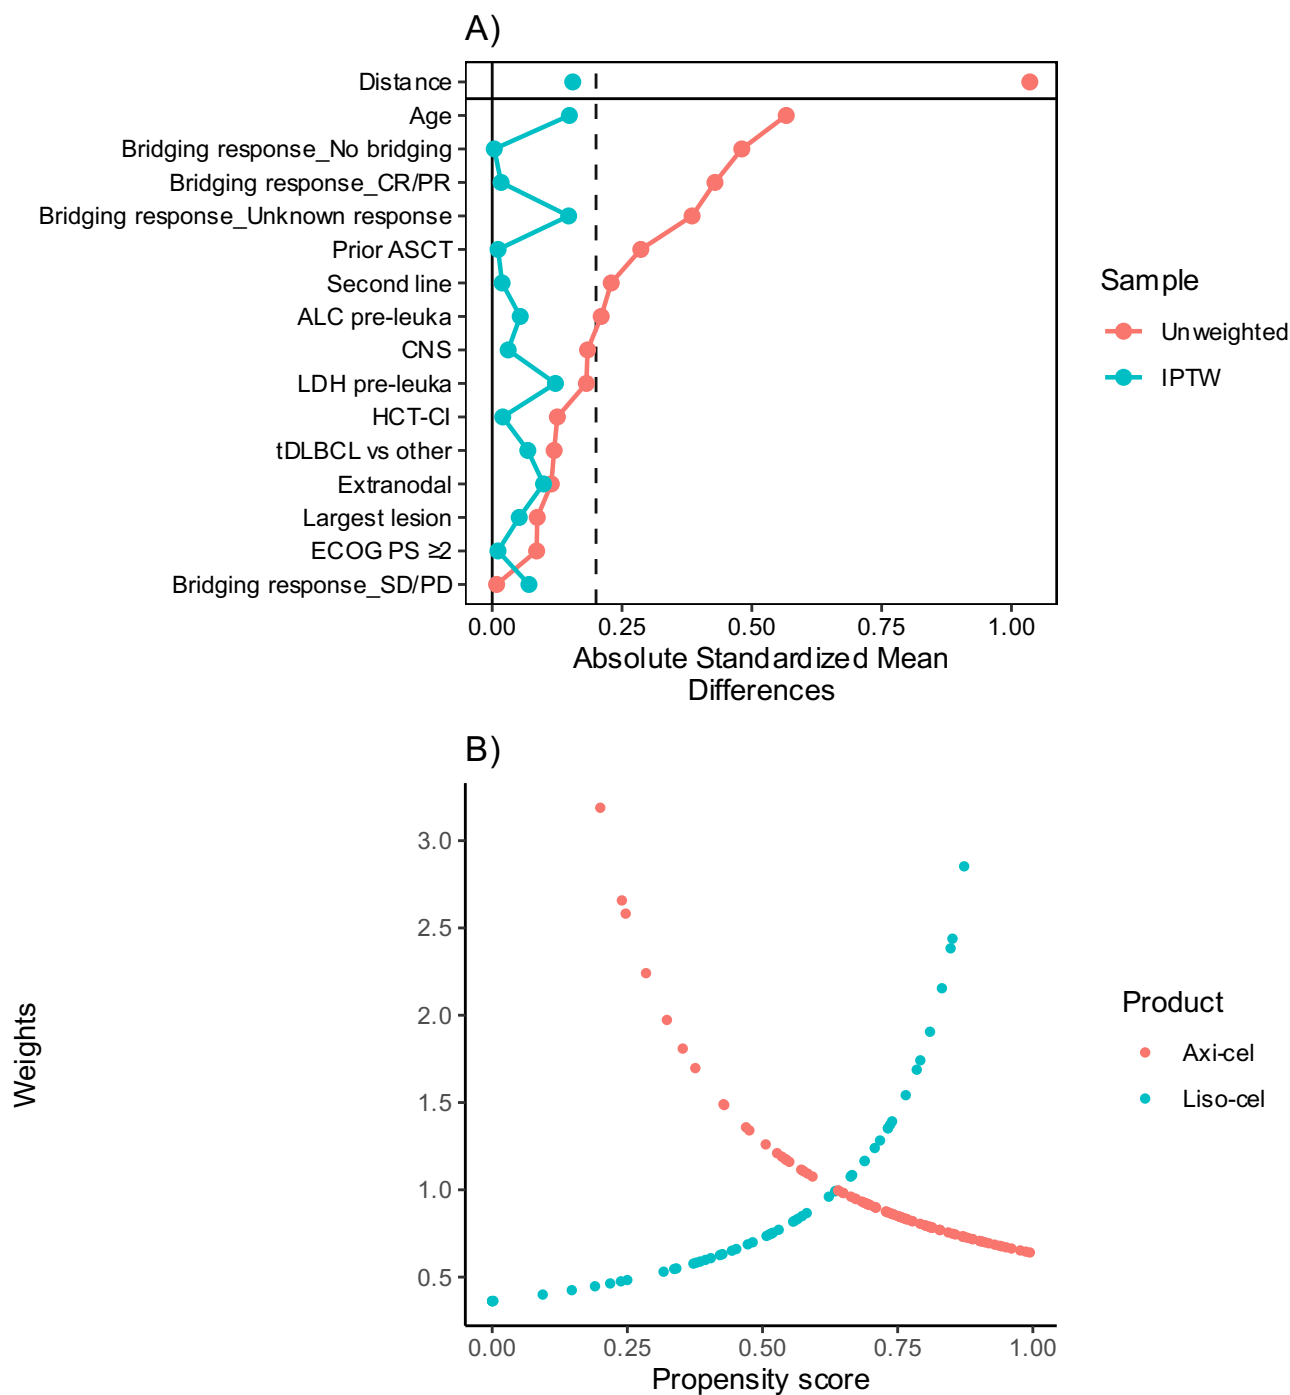 A)
Distance
Age
Bridging response_No bridging
Bridging response_CR/PR
Bridging response_Unknown response
Prior ASCT
Second line
ALC pre-leuka
CNS
LDH pre-leuka
HCT-CI
tDLBCL vs other
Extranodal
Largest lesion
ECOG PS ≥2
Bridging response_SD/PD
0.00 0.25 0.50 0.75 1.00
Absolute Standardized Mean
Differences
Sample
Unweighted
IPTW
B)
Weights
3.0
2.5
2.0
1.5
1.0
0.5
0.00 0.25 0.50 0.75 1.00
Propensity score
Product
Axi-cel
Liso-cel